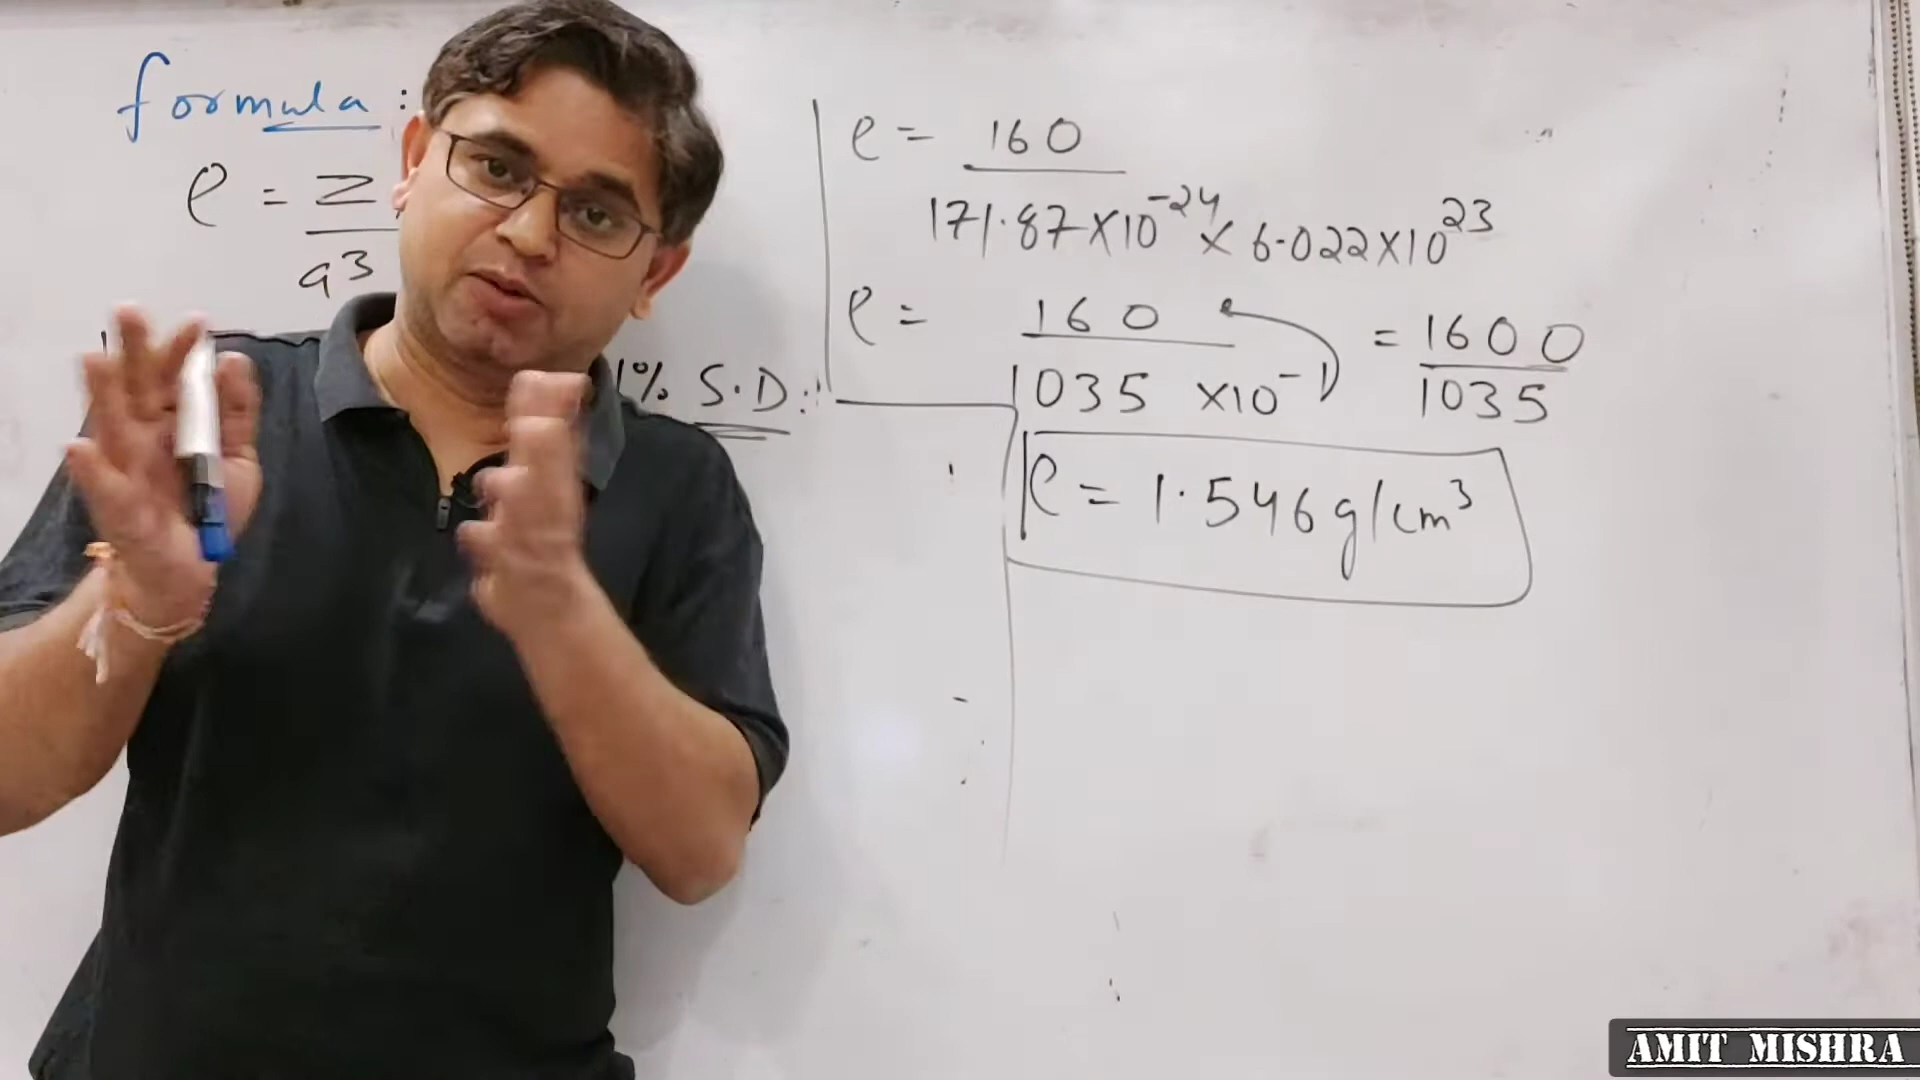 formula :
ρ = Z
a³
1% S.D:
ρ = 160
171.87×10⁻²⁴ × 6.022×10²³
ρ = 160 = 1600
1035 ×10⁻¹ 1035
ρ = 1.546 g/cm³
AMIT MISHRA